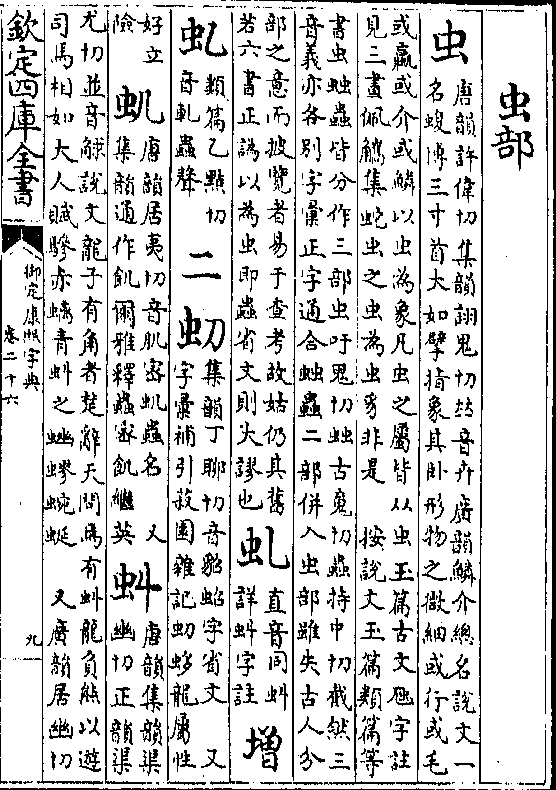 虫部
虫
唐韻許偉切集韻詡鬼切𠀤音卉廣韻鱗介總名說文一
名蝮博三寸首大如擘指象其卧形物之微細或行或毛
或蠃或介或鱗以虫為象凡虫之屬皆从虫玉篇古文虺字註
見三畫佩觿集蛇虫之虫為虫豸非是 按說文玉篇類篇等
書虫䖵蟲皆分作三部虫吁鬼切䖵古䰟切蟲持中切截然三
音義亦各別字彙正字通合䖵蟲二部併入虫部雖失古人分
部之意而披覽者易于查考故姑仍其舊
若六書正譌以為虫即蟲省文則大謬也
虬
直音同虯
詳虯字註
增
虬
類篇乙黠切
音軋蟲聲
二
虭
集韻丁聊切音貂蛁字省文 又
字彙補引菽園雜記虭𧊲龍屬性
好立
險
虮
唐韻居夷切音肌密虮蟲名 又
集韻通作飢爾雅釋蟲密飢繼英
虯
唐韻集韻渠
幽切正韻渠
尤切並音觩說文龍子有角者楚辭天問焉有虯龍負熊以遊
司馬相如大人賦驂赤螭青虯之蚴蟉蜿蜒 又廣韻居幽切
欽定四庫全書
御定康熙字典
卷二十六
九